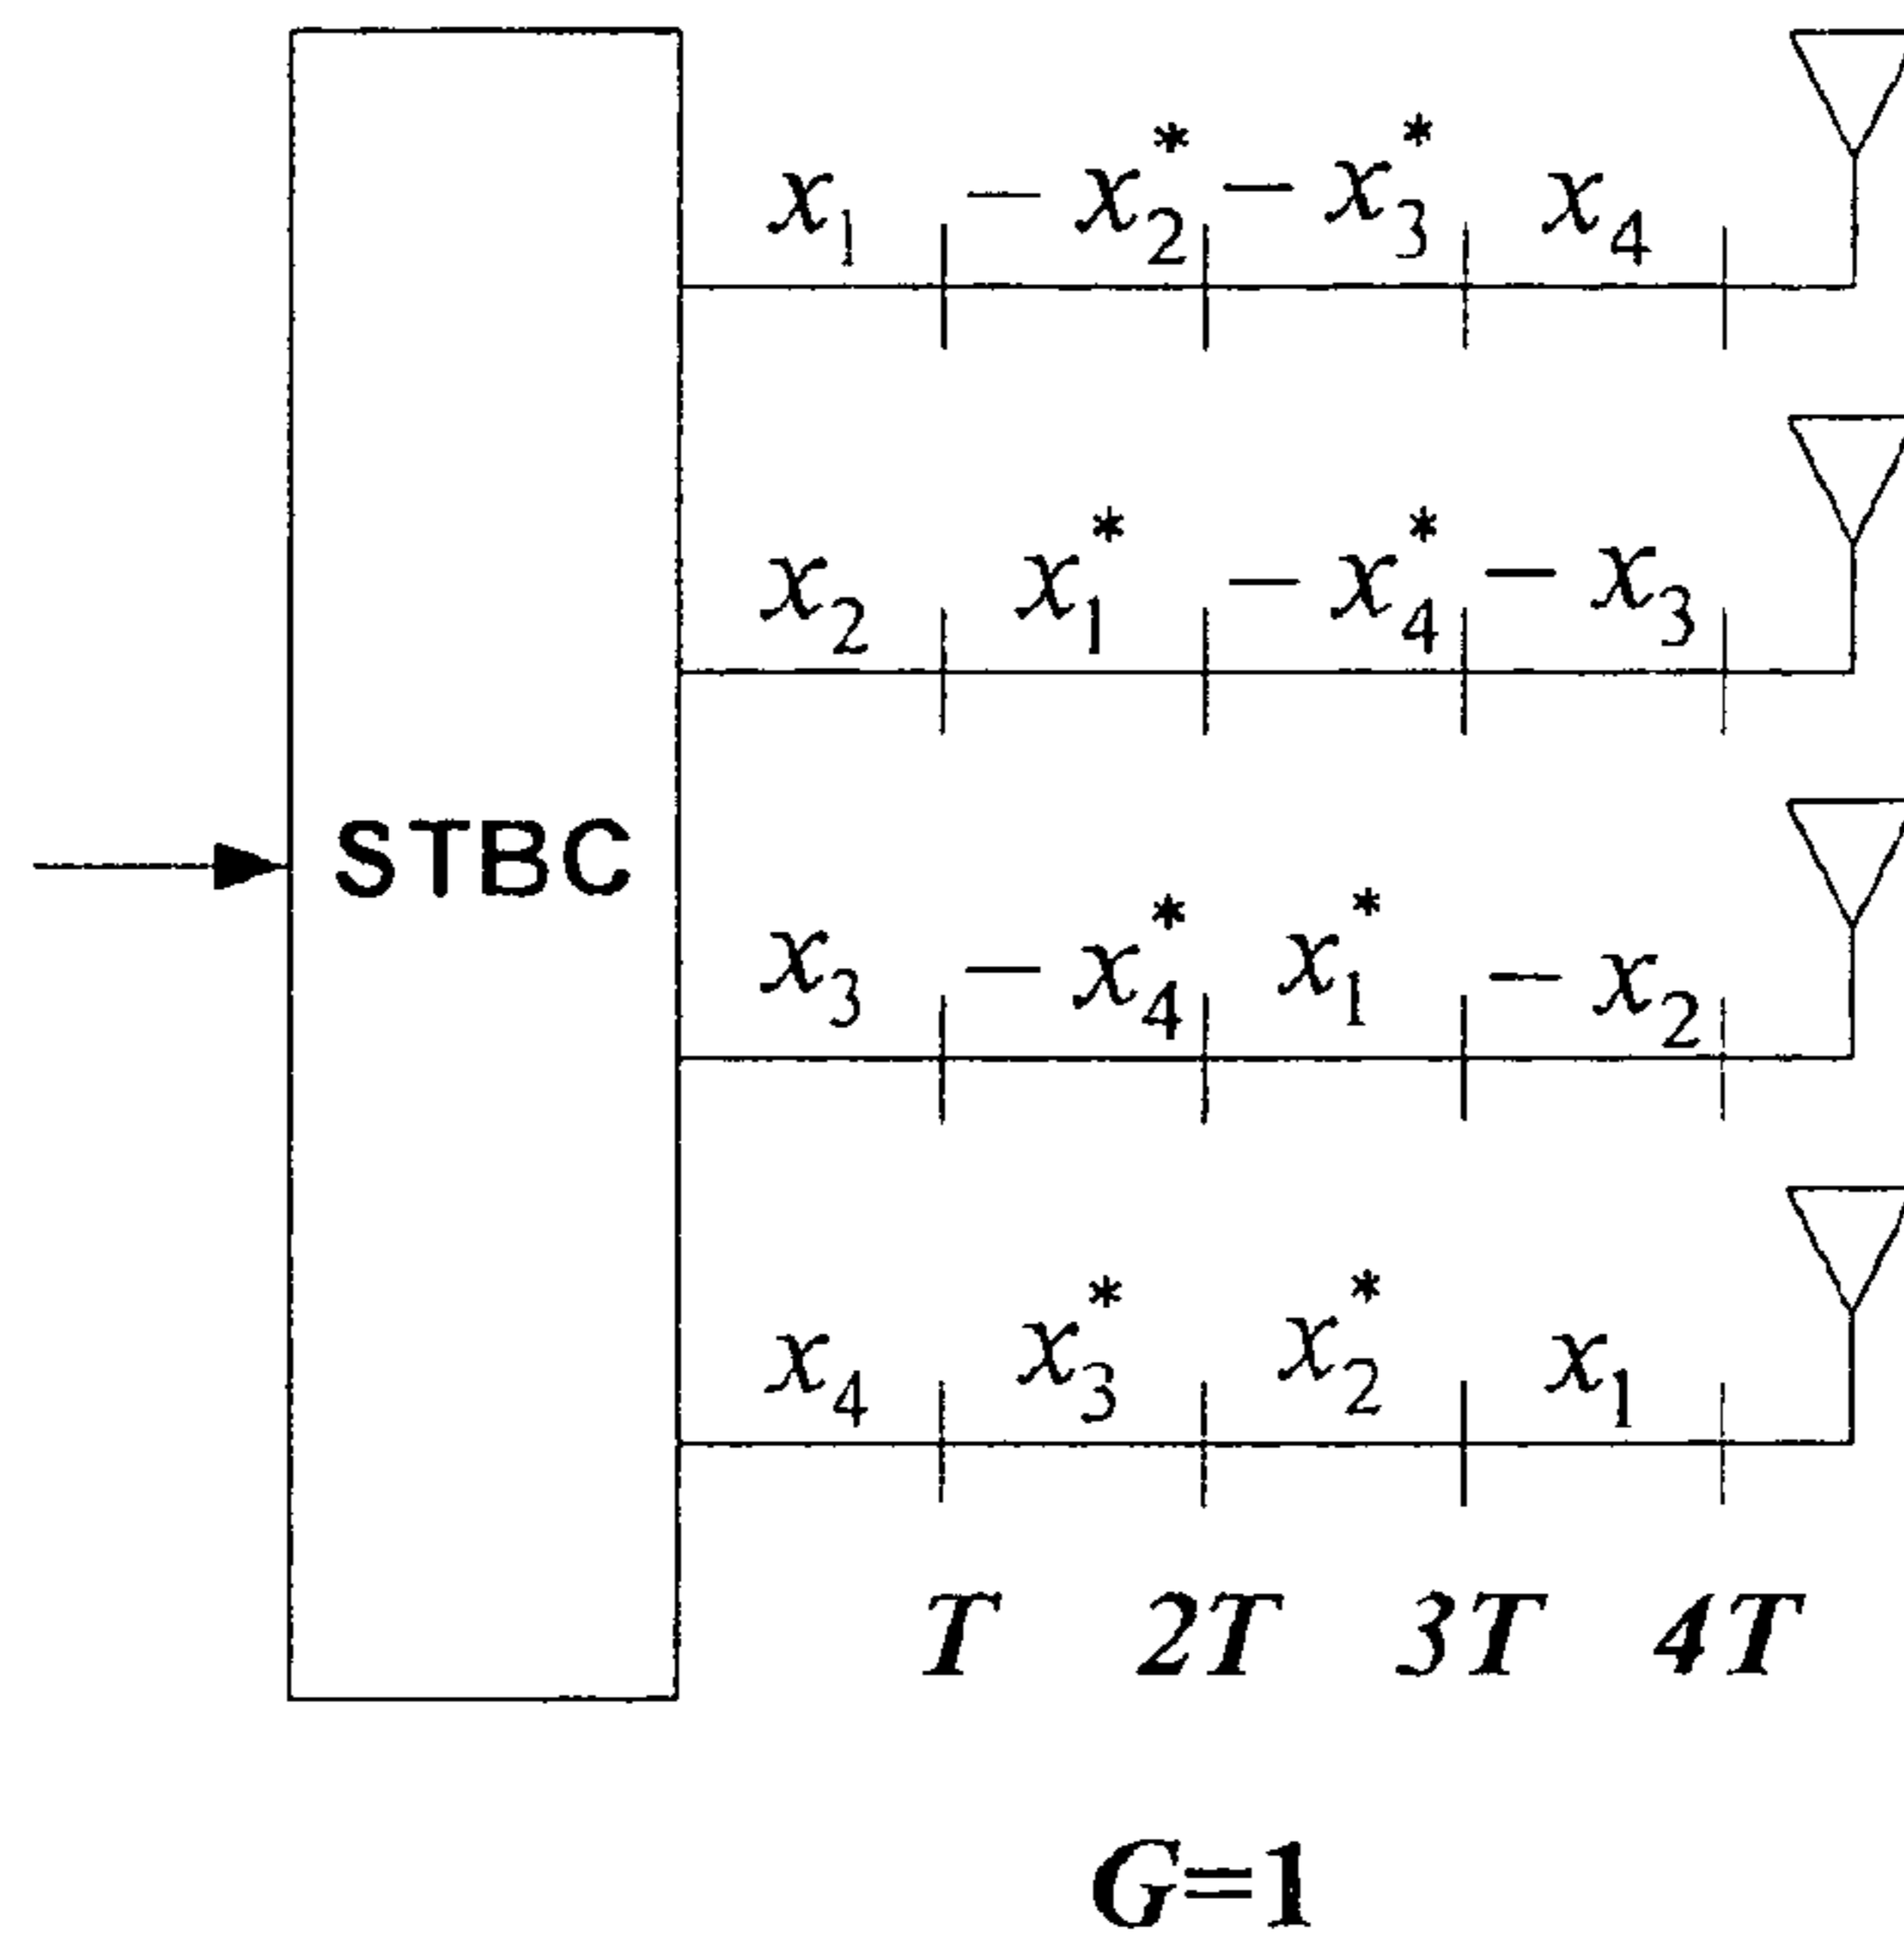 x₁ − x₂* − x₃* x₄
x₂ x₁* − x₄* − x₃
STBC
x₃ − x₄* x₁* − x₂
x₄ x₃* x₂* x₁
T 2T 3T 4T
G=1